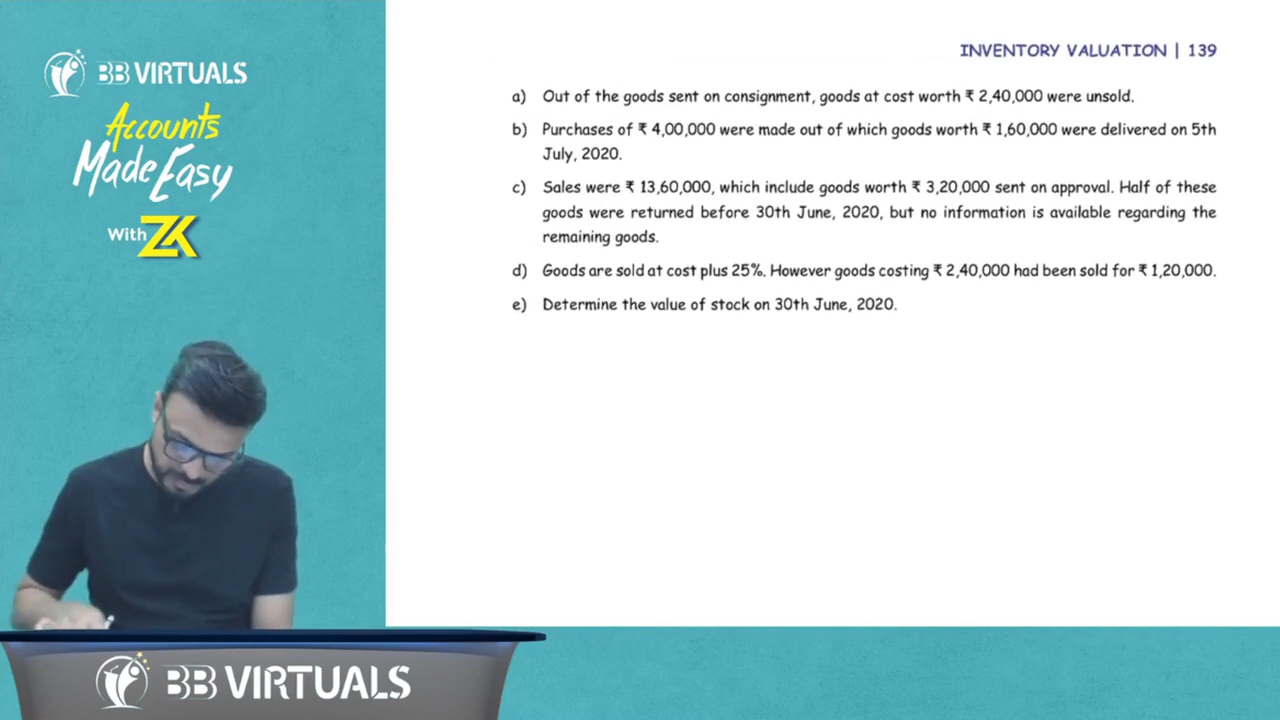 BB VIRTUALS
Accounts
Made Easy
With ZK
INVENTORY VALUATION | 139
a) Out of the goods sent on consignment, goods at cost worth ₹ 2,40,000 were unsold.
b) Purchases of ₹ 4,00,000 were made out of which goods worth ₹ 1,60,000 were delivered on 5th
July, 2020.
c) Sales were ₹ 13,60,000, which include goods worth ₹ 3,20,000 sent on approval. Half of these
goods were returned before 30th June, 2020, but no information is available regarding the
remaining goods.
d) Goods are sold at cost plus 25%. However goods costing ₹ 2,40,000 had been sold for ₹ 1,20,000.
e) Determine the value of stock on 30th June, 2020.
BB VIRTUALS